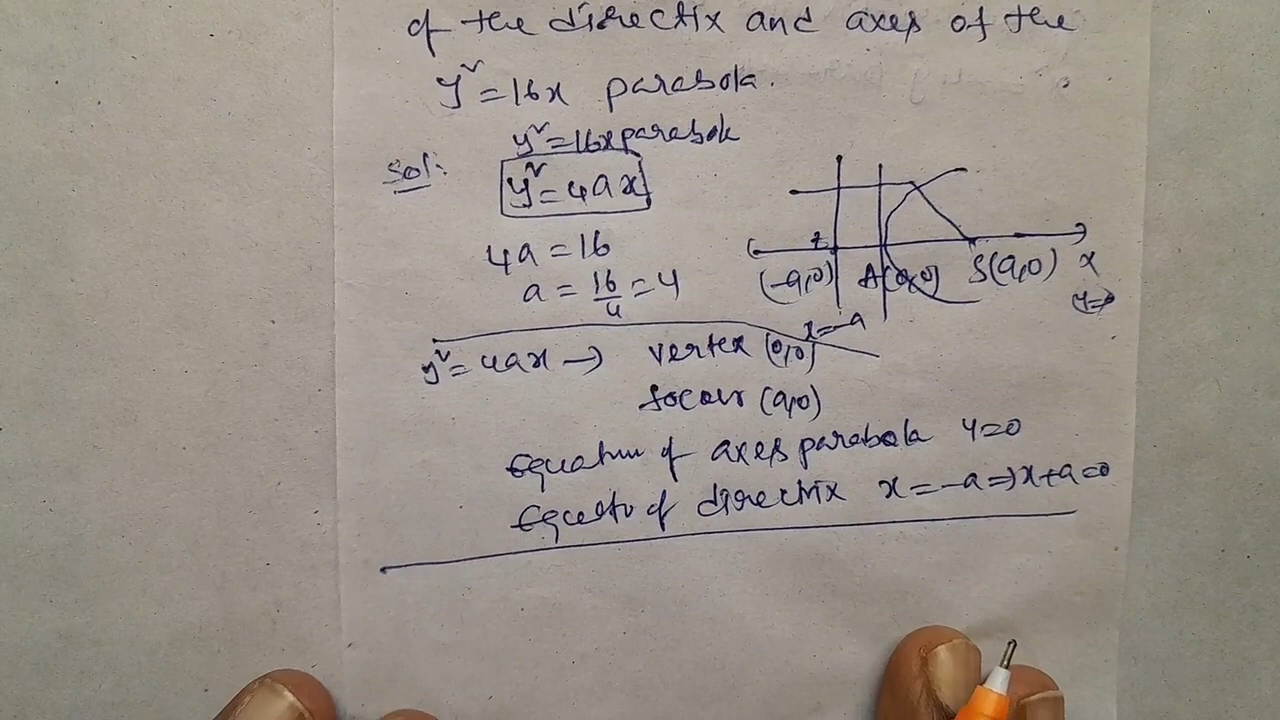 of the directix and axes of the
y² = 16x parabola.
y² = 16x parabola
Sol:
y² = 4ax
4a = 16
a = 16/4 = 4
(-a,0) A(0,0) S(a,0) x
x = -a
y² = 4ax → vertex (0,0)
focus (a,0)
Equation of axes parabola y=0
of directrix x = -a ⇒ x+a=0